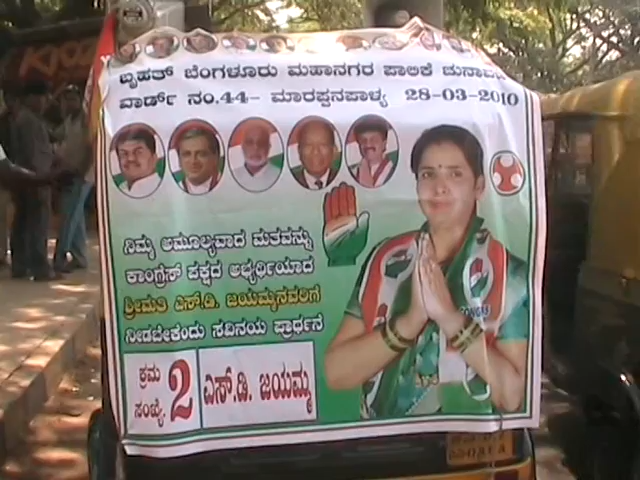 ಬೃಹತ್ ಬೆಂಗಳೂರು ಮಹಾನಗರ ಪಾಲಿಕೆ ಚುನಾವಣೆ
ವಾರ್ಡ್ ನಂ.44- ಮಾರಪ್ಪನಪಾಳ್ಯ 28-03-2010
ನಿಮ್ಮ ಅಮೂಲ್ಯವಾದ ಮತವನ್ನು
ಕಾಂಗ್ರೆಸ್ ಪಕ್ಷದ ಅಭ್ಯರ್ಥಿಯಾದ
ಶ್ರೀಮತಿ ಎಸ್.ಡಿ. ಜಯಮ್ಮನವರಿಗೆ
ನೀಡಬೇಕೆಂದು ಸವಿನಯ ಪ್ರಾರ್ಥನೆ
ಕ್ರಮ ಸಂಖ್ಯೆ. 2 ಎಸ್.ಡಿ. ಜಯಮ್ಮ